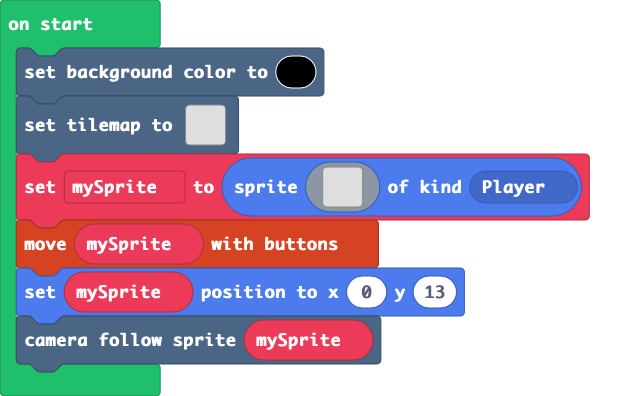 on start
set background color to
set tilemap to
set mySprite to sprite of kind Player
move mySprite with buttons
set mySprite position to x 0 y 13
camera follow sprite mySprite